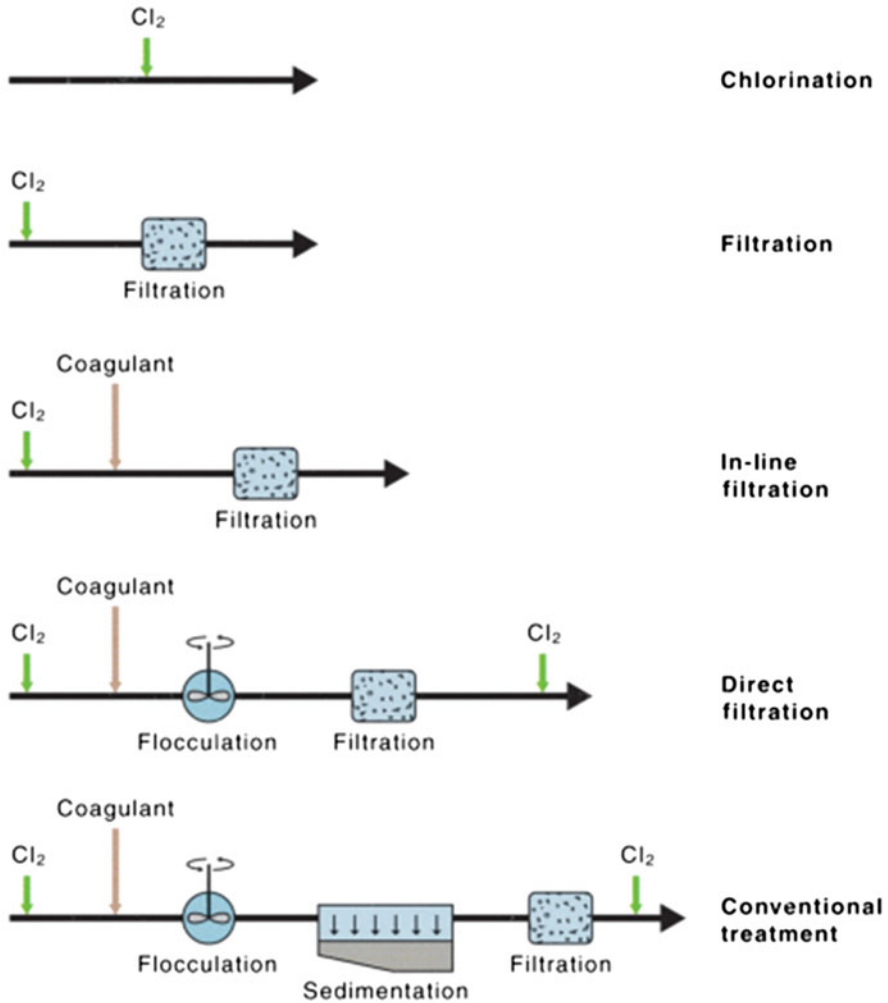 Cl₂
Chlorination
Cl₂
Filtration
Filtration
Coagulant
Cl₂
In-line
filtration
Filtration
Coagulant
Cl₂
Cl₂
Direct
filtration
Flocculation
Filtration
Coagulant
Cl₂
Cl₂
Conventional
treatment
Flocculation
Filtration
Sedimentation